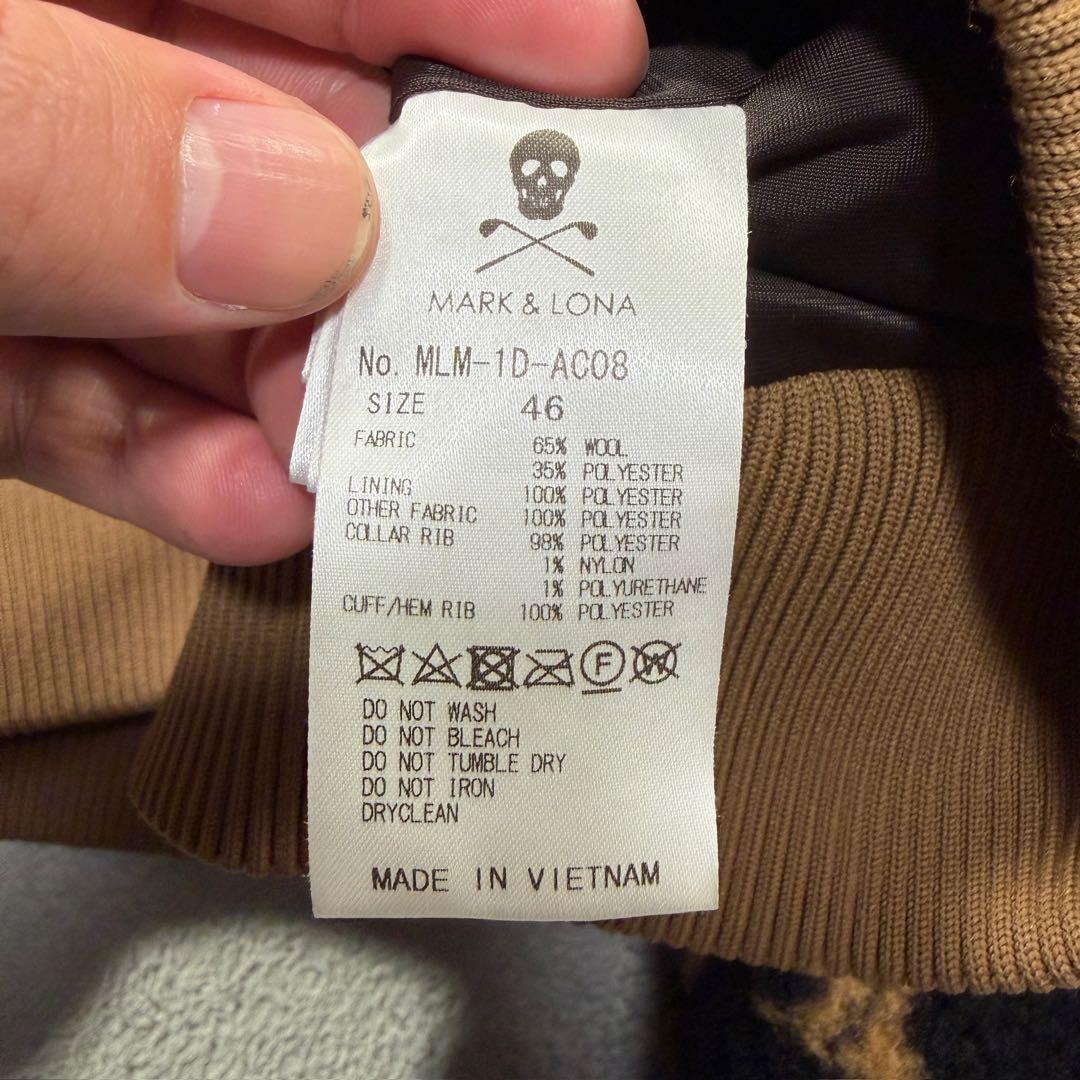 MARK & LONA
No. MLM-1D-AC08
SIZE 46
FABRIC 65% WOOL
35% POLYESTER
LINING 100% POLYESTER
OTHER FABRIC 100% POLYESTER
COLLAR RIB 98% POLYESTER
1% NYLON
1% POLYURETHANE
CUFF/HEM RIB 100% POLYESTER
F W
DO NOT WASH
DO NOT BLEACH
DO NOT TUMBLE DRY
DO NOT IRON
DRYCLEAN
MADE IN VIETNAM